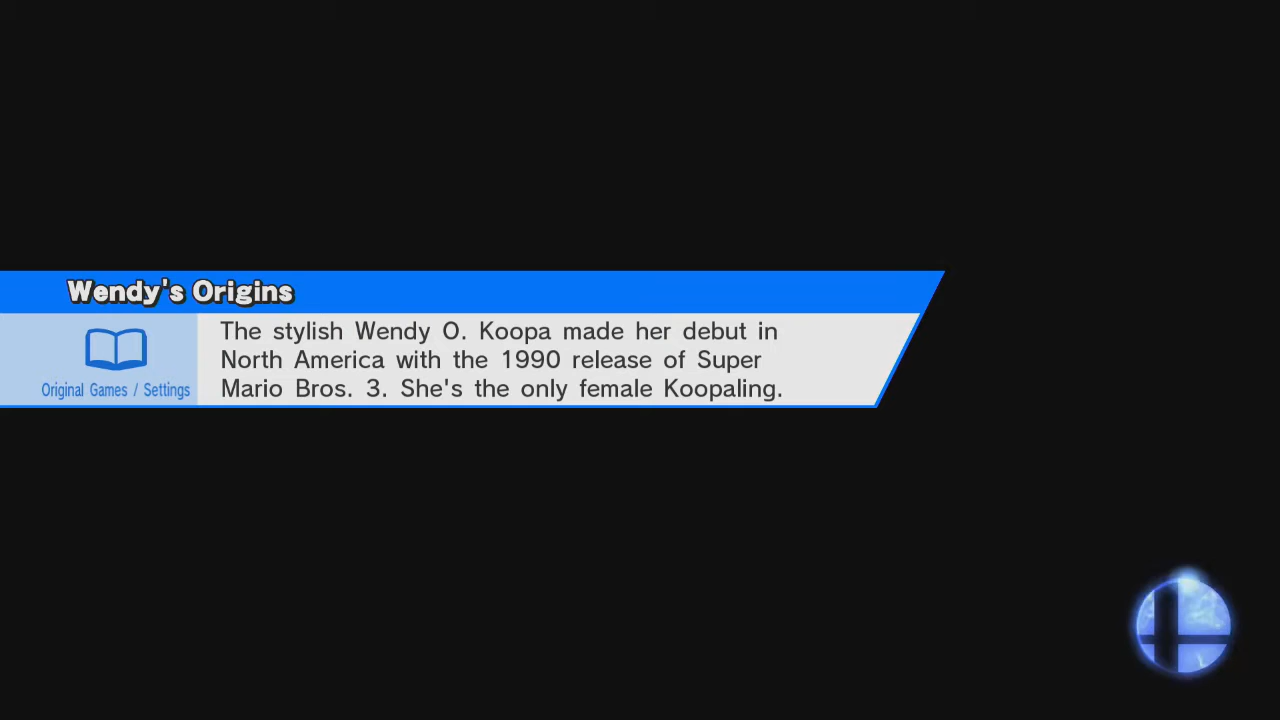 Wendy's Origins
The stylish Wendy O. Koopa made her debut in
North America with the 1990 release of Super
Mario Bros. 3. She's the only female Koopaling.
Original Games / Settings